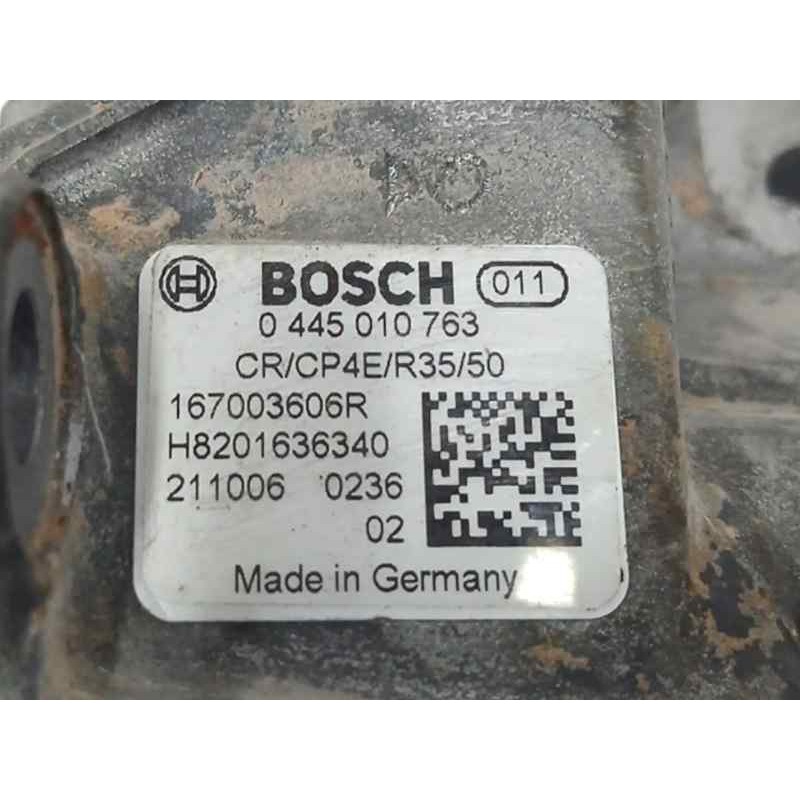 BOSCH 011
0 445 010 763
CR/CP4E/R35/50
167003606R
H8201636340
211006 0236
02
Made in Germany